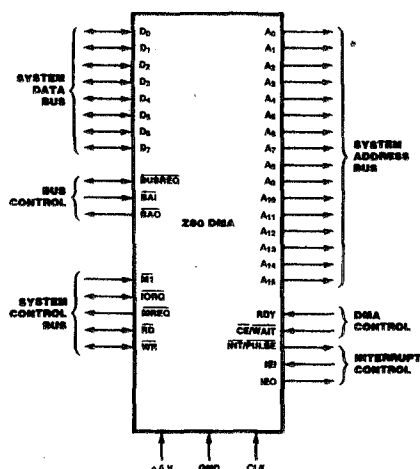 D0
D1
D2
D3
D4
D5
D6
D7
SYSTEM
DATA
BUS
BUSREQ
BAI
BAO
BUS
CONTROL
Z80 DMA
M1
IORQ
MREQ
RD
WR
SYSTEM
CONTROL
BUS
A0
A1
A2
A3
A4
A5
A6
A7
A8
A9
A10
A11
A12
A13
A14
A15
SYSTEM
ADDRESS
BUS
RDY
CE/WAIT
DMA
CONTROL
INT/PULSE
IEI
IEO
INTERRUPT
CONTROL
+5 V
GND
CLK